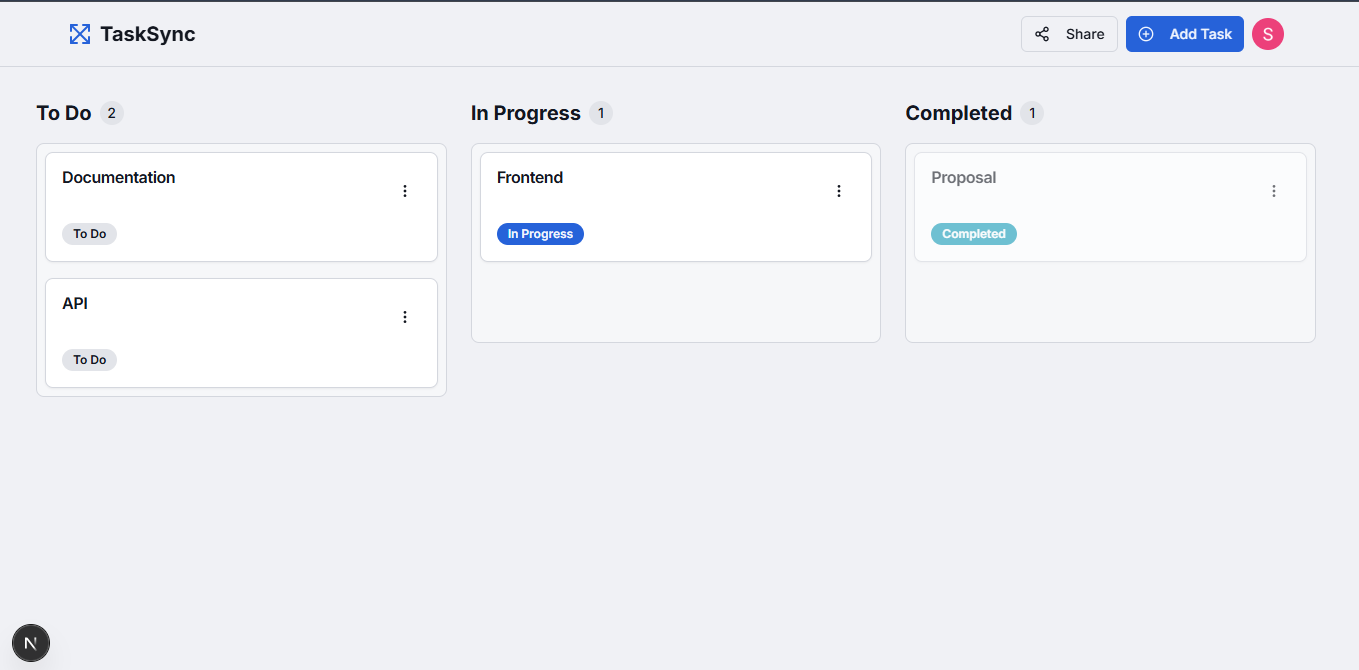 TaskSync
Share
Add Task
S
To Do 2
Documentation
To Do
API
To Do
In Progress 1
Frontend
In Progress
Completed 1
Proposal
Completed
N